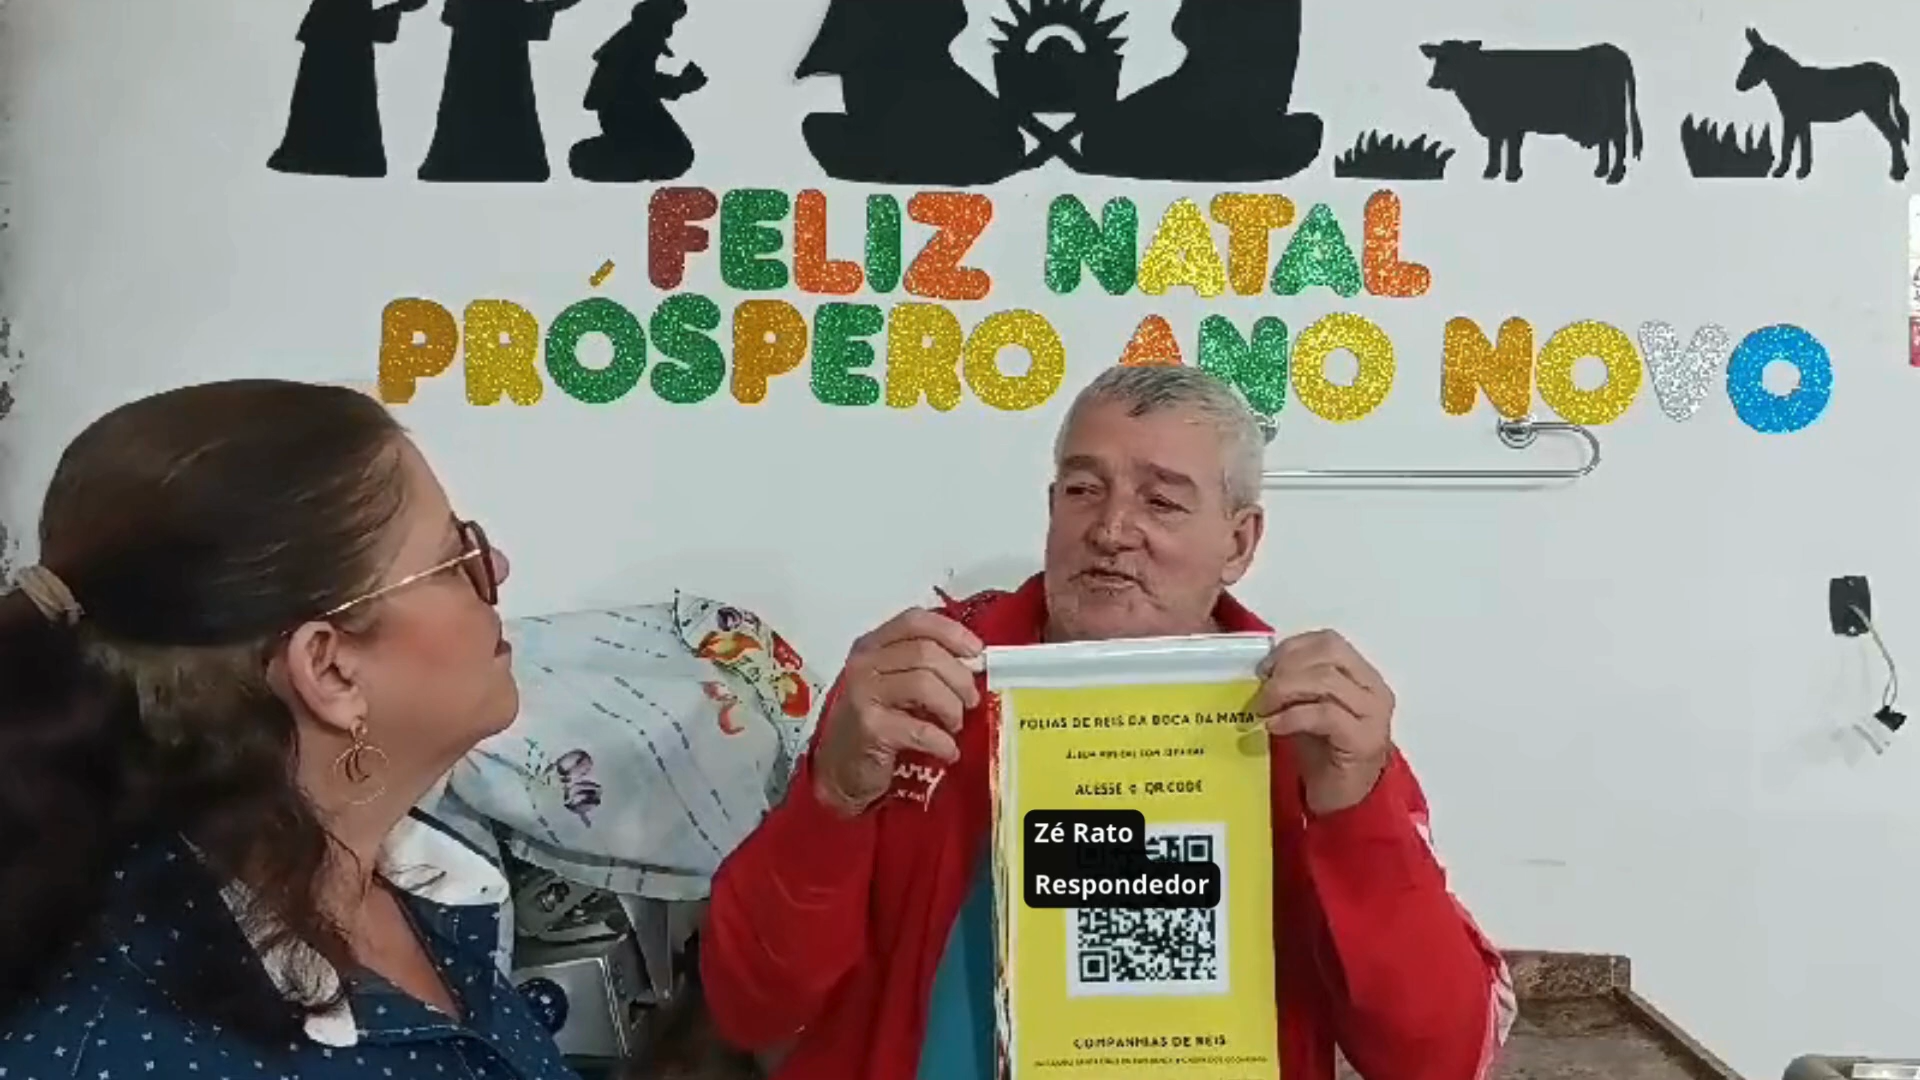 FELIZ NATAL
PRÓSPERO ANO NOVO
FOLIAS DE REIS DA BOCA DA MATA
ACESSE o QR CODE
Zé Rato
Respondedor
COMPANHIAS DE REIS